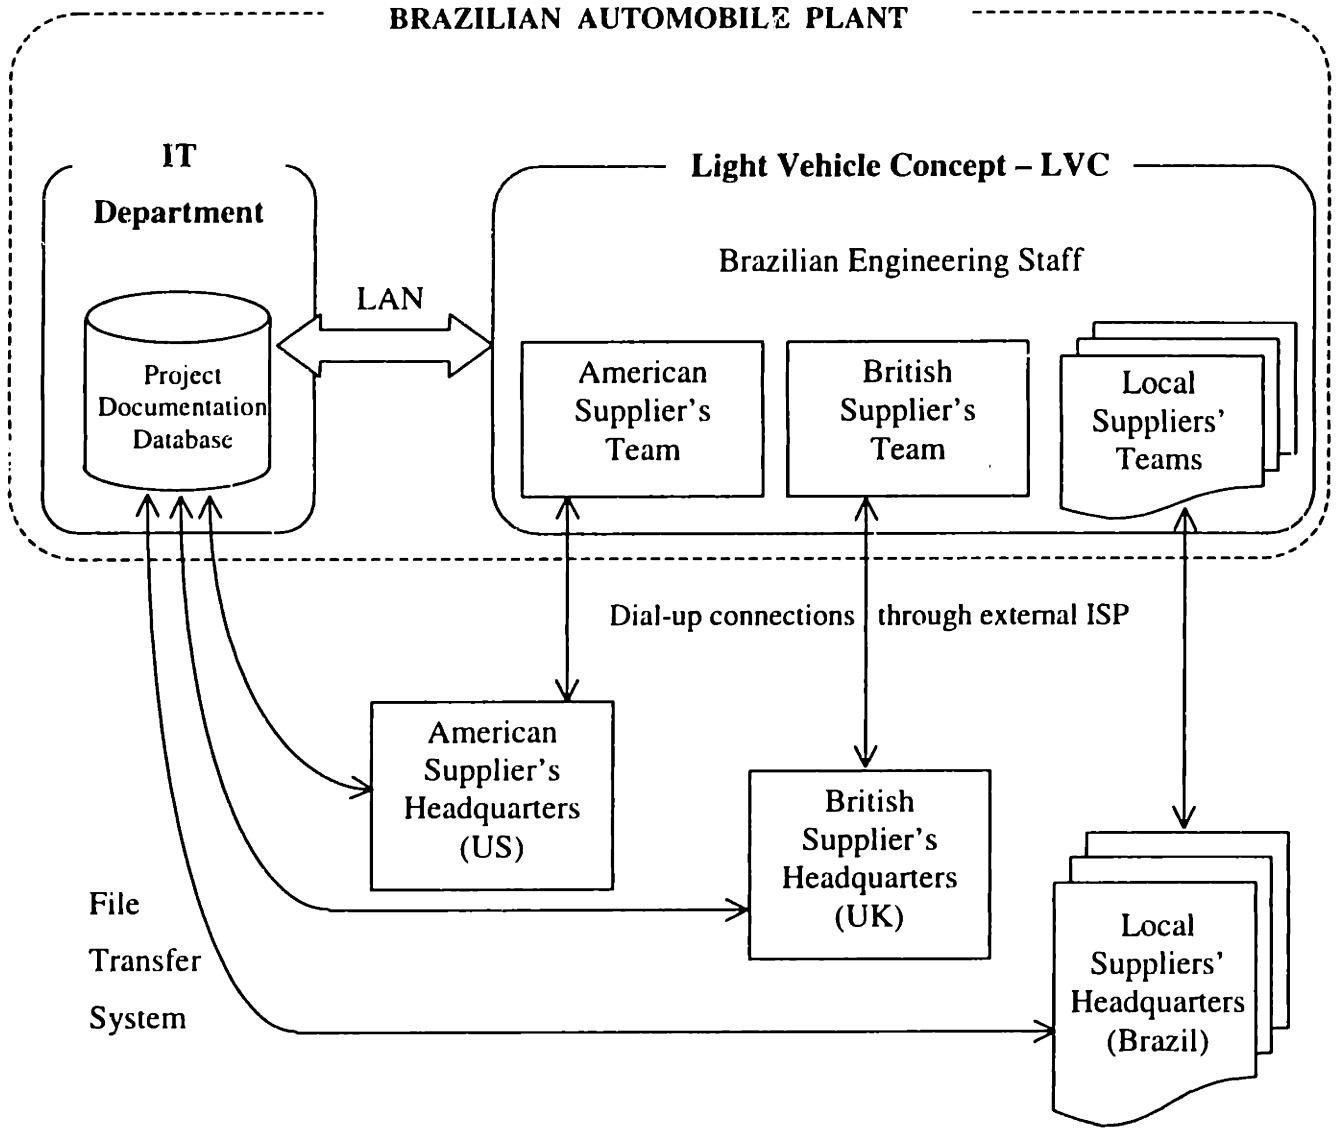 BRAZILIAN AUTOMOBILE PLANT
IT
Department
Light Vehicle Concept – LVC
Brazilian Engineering Staff
LAN
Project
Documentation
Database
American
Supplier's
Team
British
Supplier's
Team
Local
Suppliers'
Teams
Dial-up connections through external ISP
American
Supplier's
Headquarters
(US)
British
Supplier's
Headquarters
(UK)
Local
Suppliers'
Headquarters
(Brazil)
File
Transfer
System